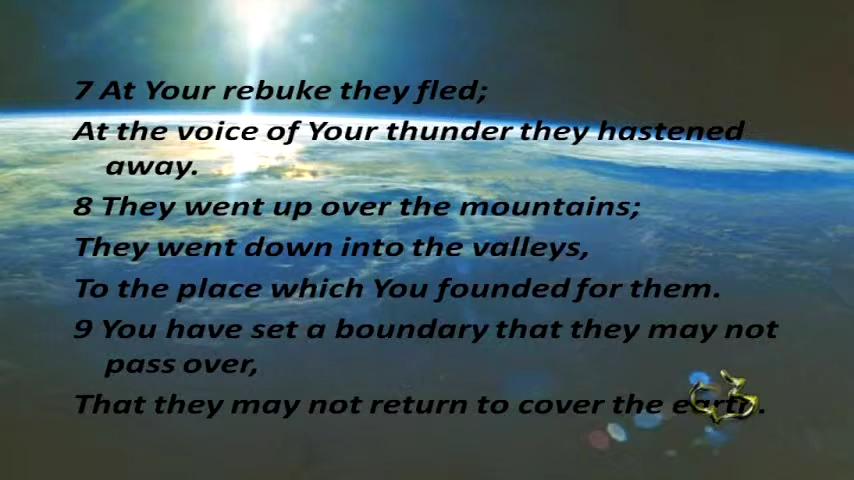 7 At Your rebuke they fled;
At the voice of Your thunder they hastened
away.
8 They went up over the mountains;
They went down into the valleys,
To the place which You founded for them.
9 You have set a boundary that they may not
pass over,
That they may not return to cover the earth.